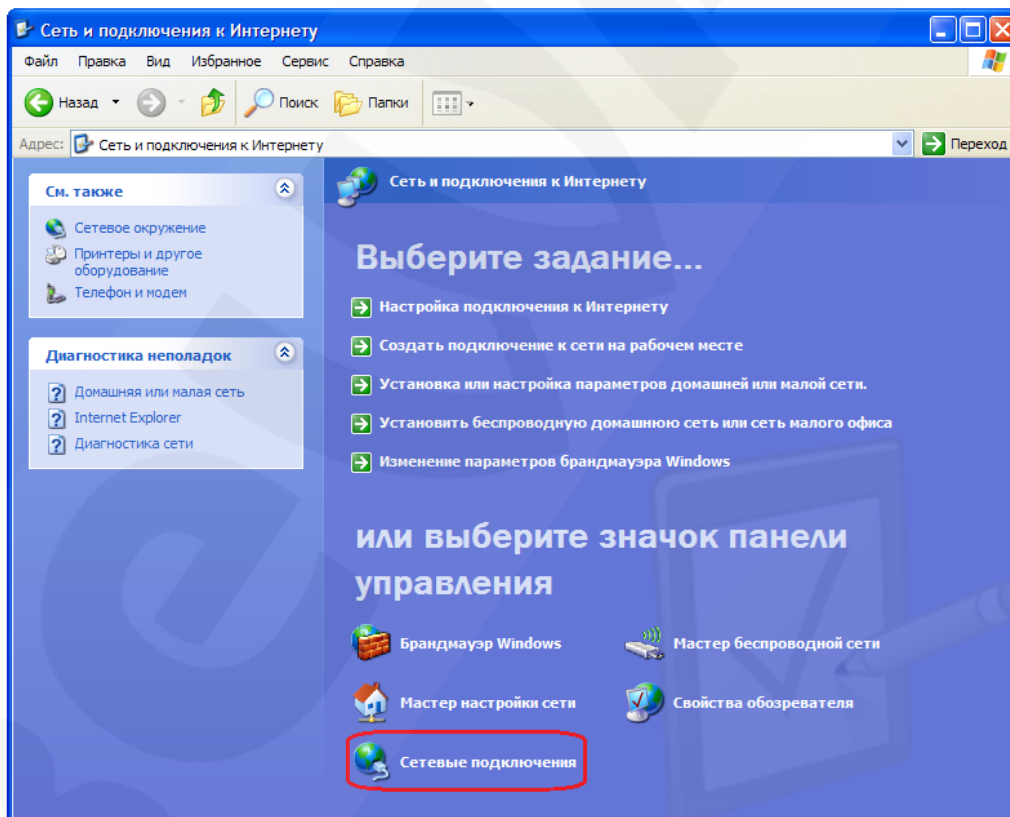 Сеть и подключения к Интернету
Файл Правка Вид Избранное Сервис Справка
Назад Поиск Папки
Адрес: Сеть и подключения к Интернету Переход
См. также
Сетевое окружение
Принтеры и другое
оборудование
Телефон и модем
Диагностика неполадок
Домашняя или малая сеть
Internet Explorer
Диагностика сети
Сеть и подключения к Интернету
Выберите задание...
Настройка подключения к Интернету
Создать подключение к сети на рабочем месте
Установка или настройка параметров домашней или малой сети.
Установить беспроводную домашнюю сеть или сеть малого офиса
Изменение параметров брандмауэра Windows
или выберите значок панели
управления
Брандмауэр Windows Мастер беспроводной сети
Мастер настройки сети Свойства обозревателя
Сетевые подключения